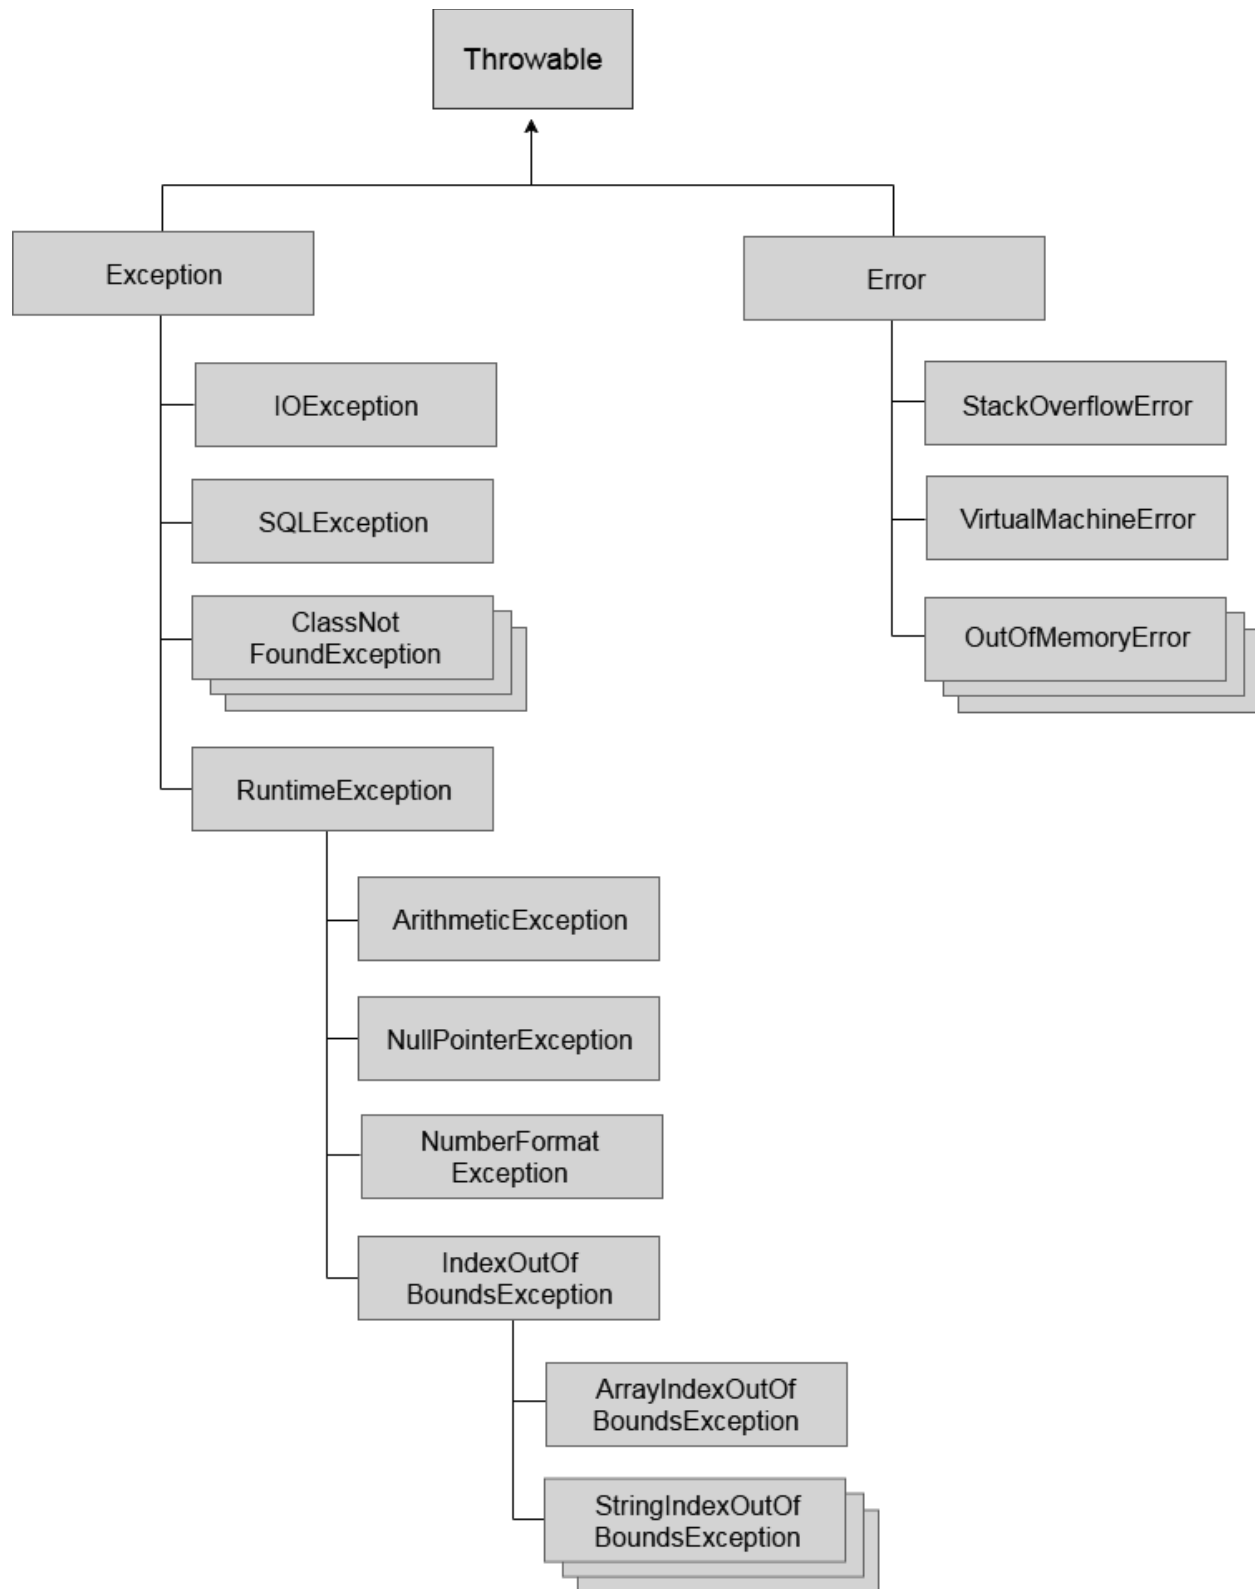 Throwable
Exception
Error
IOException
StackOverflowError
SQLException
VirtualMachineError
ClassNot
FoundException
OutOfMemoryError
RuntimeException
ArithmeticException
NullPointerException
NumberFormat
Exception
IndexOutOf
BoundsException
ArrayIndexOutOf
BoundsException
StringIndexOutOf
BoundsException